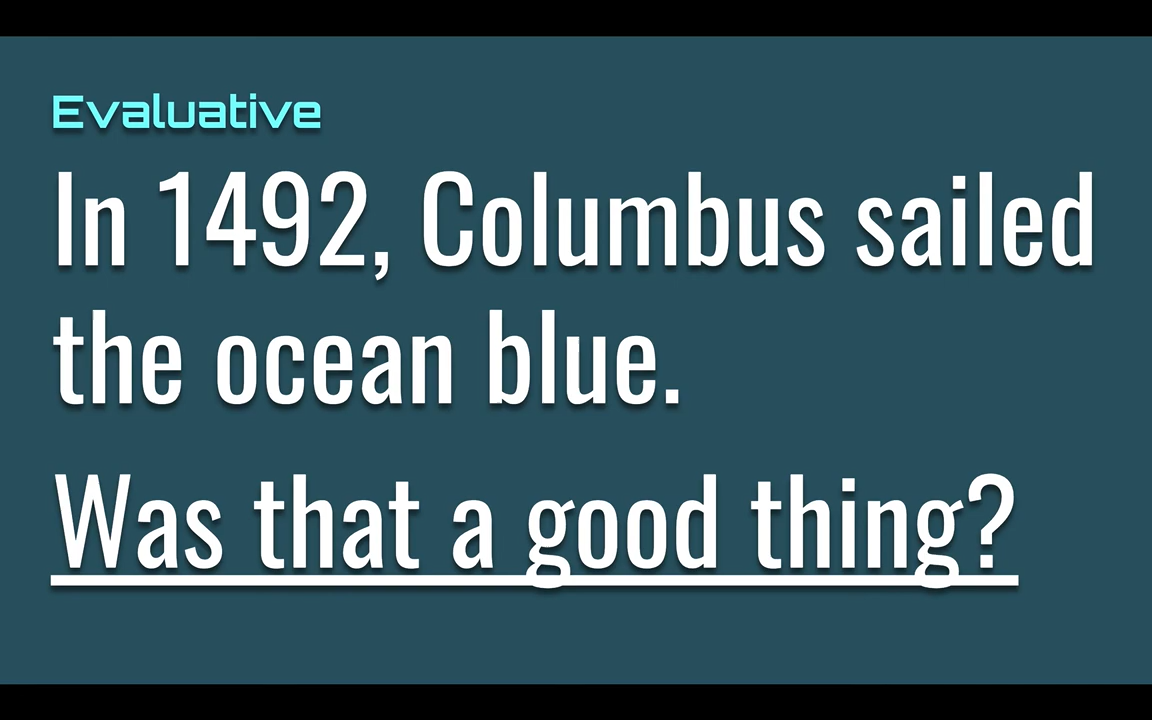 Evaluative
In 1492, Columbus sailed
the ocean blue.
Was that a good thing?